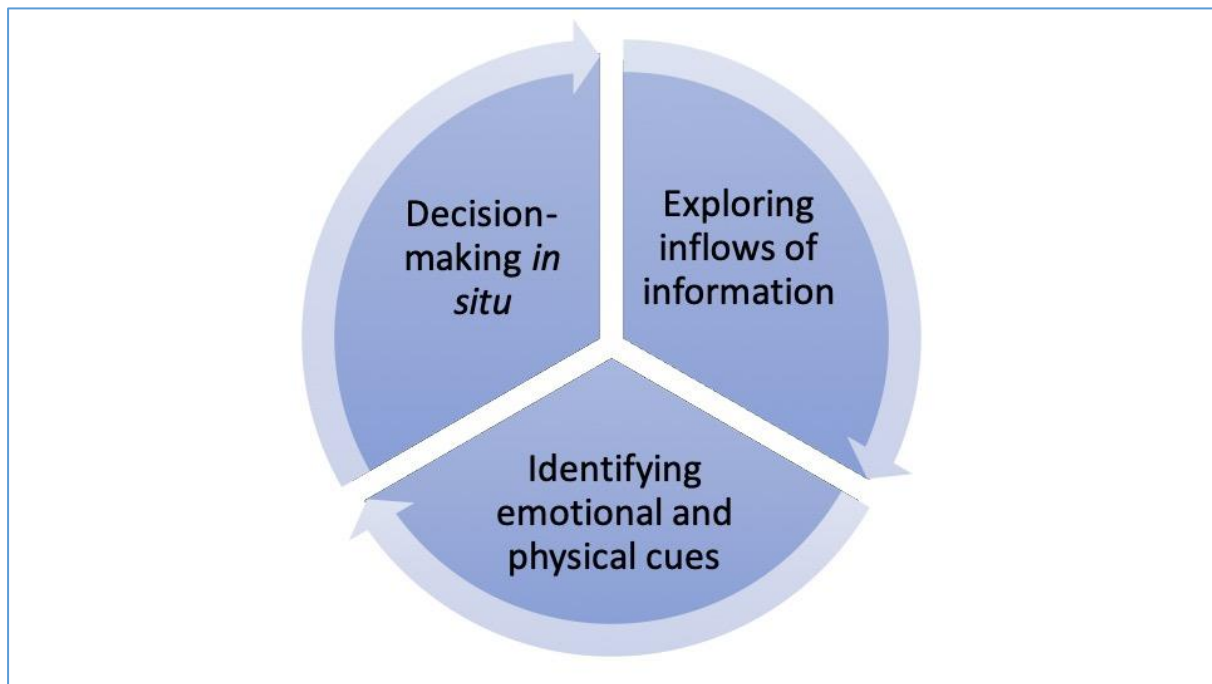 Decision-
making in
situ
Exploring
inflows of
information
Identifying
emotional and
physical cues